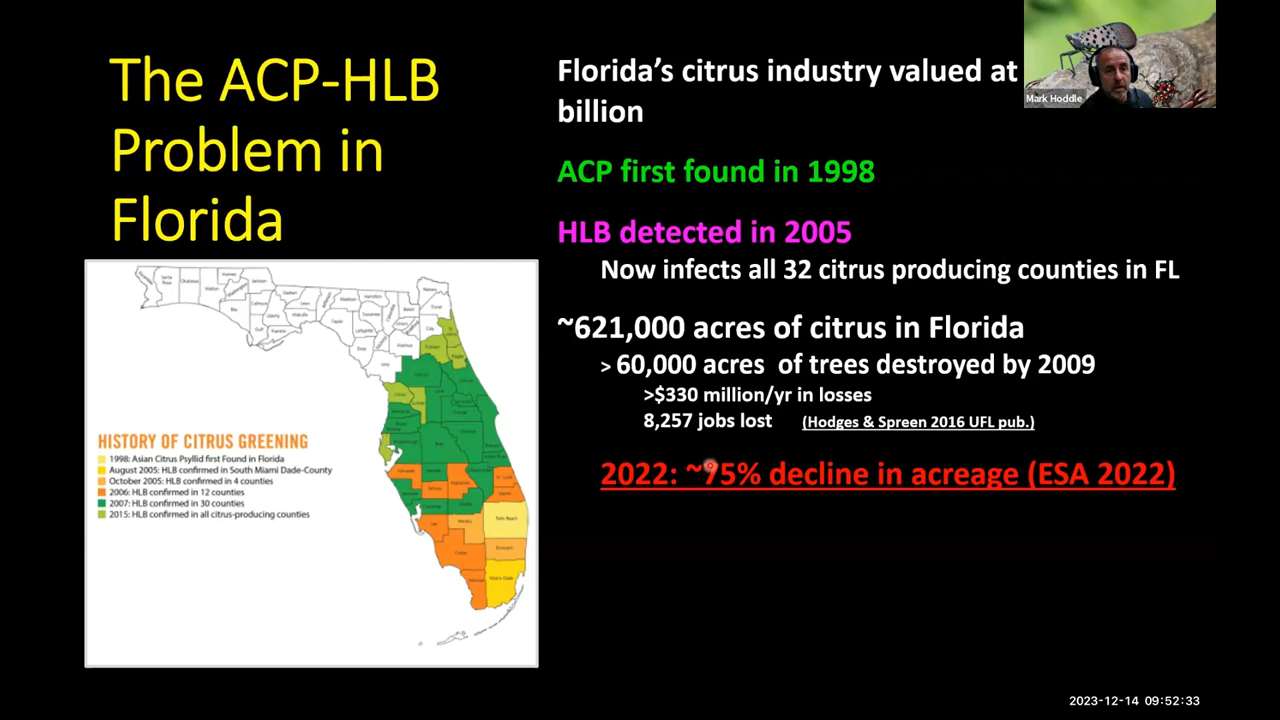 The ACP-HLB
Problem in
Florida
Florida's citrus industry valued at
billion
ACP first found in 1998
HLB detected in 2005
Now infects all 32 citrus producing counties in FL
~621,000 acres of citrus in Florida
> 60,000 acres of trees destroyed by 2009
>$330 million/yr in losses
8,257 jobs lost (Hodges & Spreen 2016 UFL pub.)
2022: ~75% decline in acreage (ESA 2022)
HISTORY OF CITRUS GREENING
1998: Asian Citrus Psyllid first Found in Florida
August 2005: HLB confirmed in South Miami Dade-County
October 2005: HLB confirmed in 4 counties
2006: HLB confirmed in 12 counties
2007: HLB confirmed in 30 counties
2015: HLB confirmed in all citrus-producing counties
Palm Beach
Mark Hoddle
2023-12-14 09:52:33